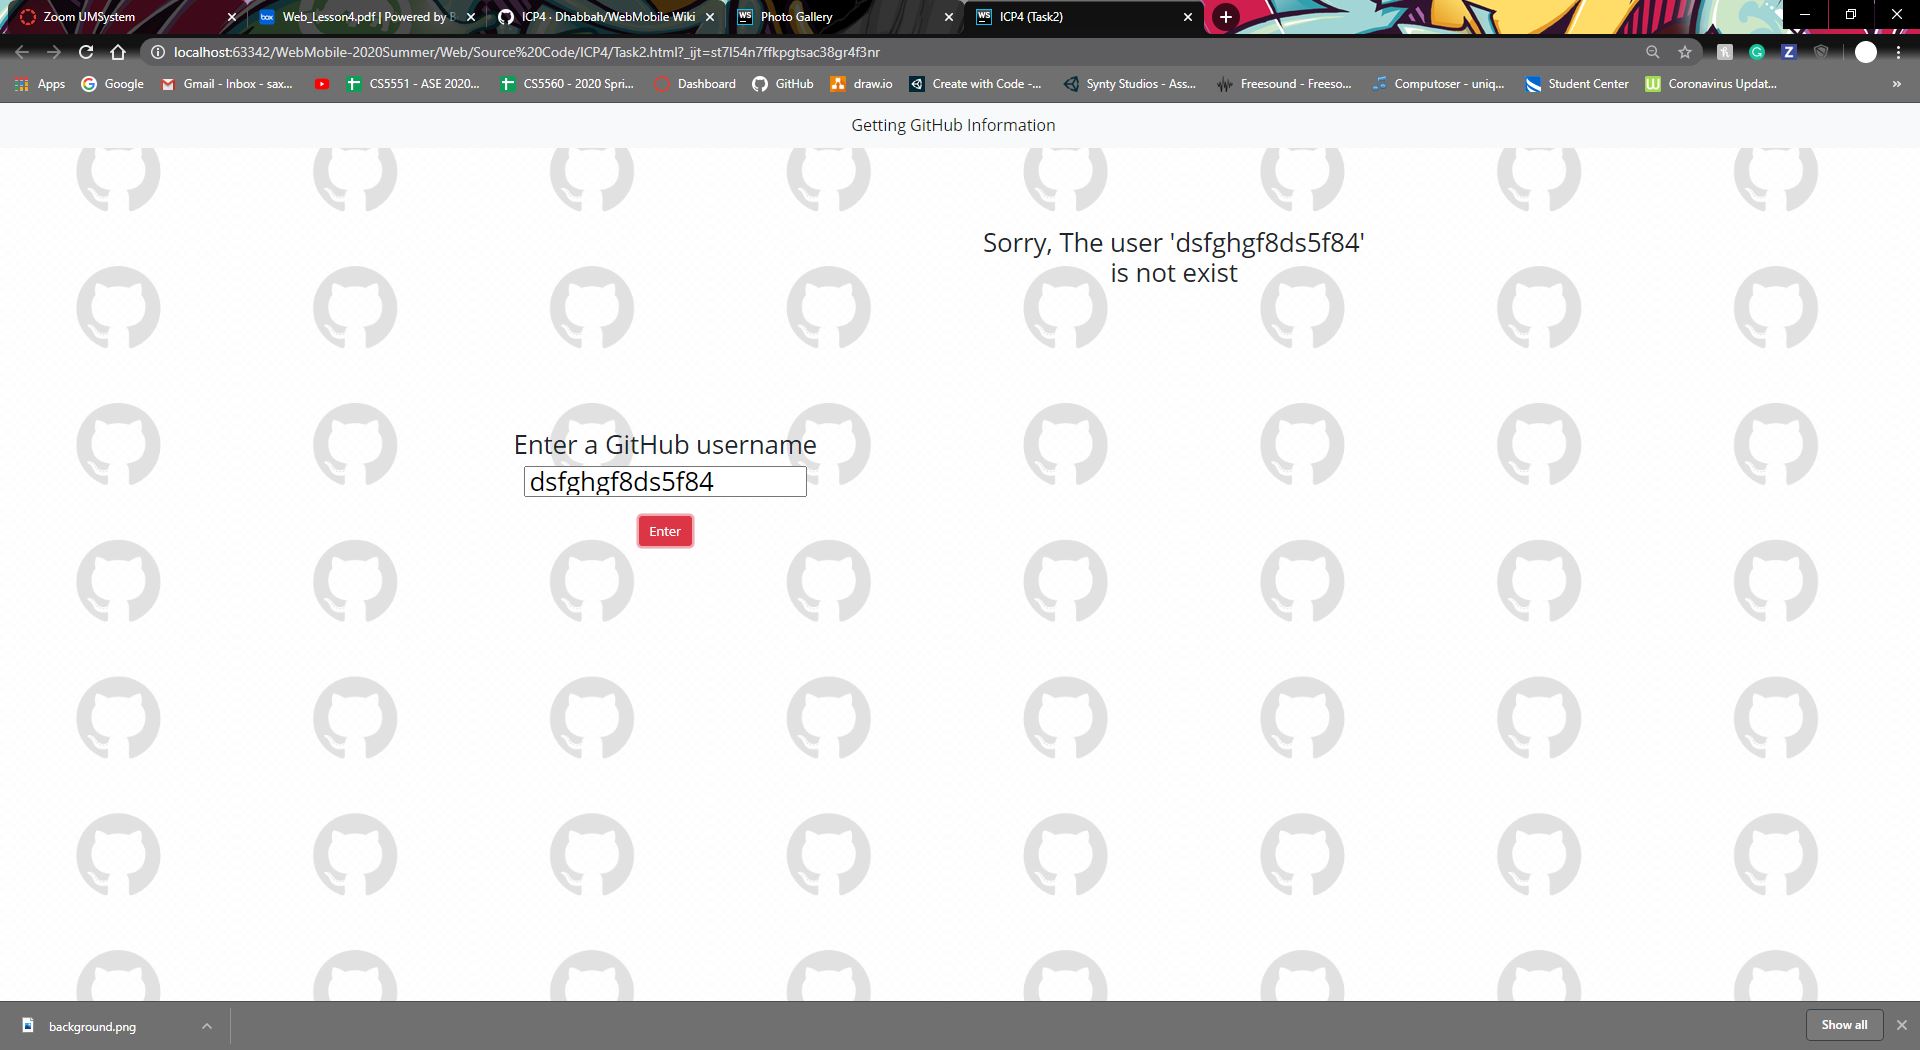 Zoom UMSystem
box Web_Lesson4.pdf | Powered by B
ICP4 · Dhabbah/WebMobile Wiki
WS Photo Gallery
WS ICP4 (Task2)
localhost:63342/WebMobile-2020Summer/Web/Source%20Code/ICP4/Task2.html?_ijt=st7l54n7ffkpgtsac38gr4f3nr
Apps
Google
Gmail - Inbox - sax...
CS5551 - ASE 2020...
CS5560 - 2020 Spri...
Dashboard
GitHub
draw.io
Create with Code -...
Synty Studios - Ass...
Freesound - Freeso...
Computoser - uniq...
Student Center
Coronavirus Updat...
»
Getting GitHub Information
Sorry, The user 'dsfghgf8ds5f84'
is not exist
Enter a GitHub username
dsfghgf8ds5f84
Enter
background.png
Show all